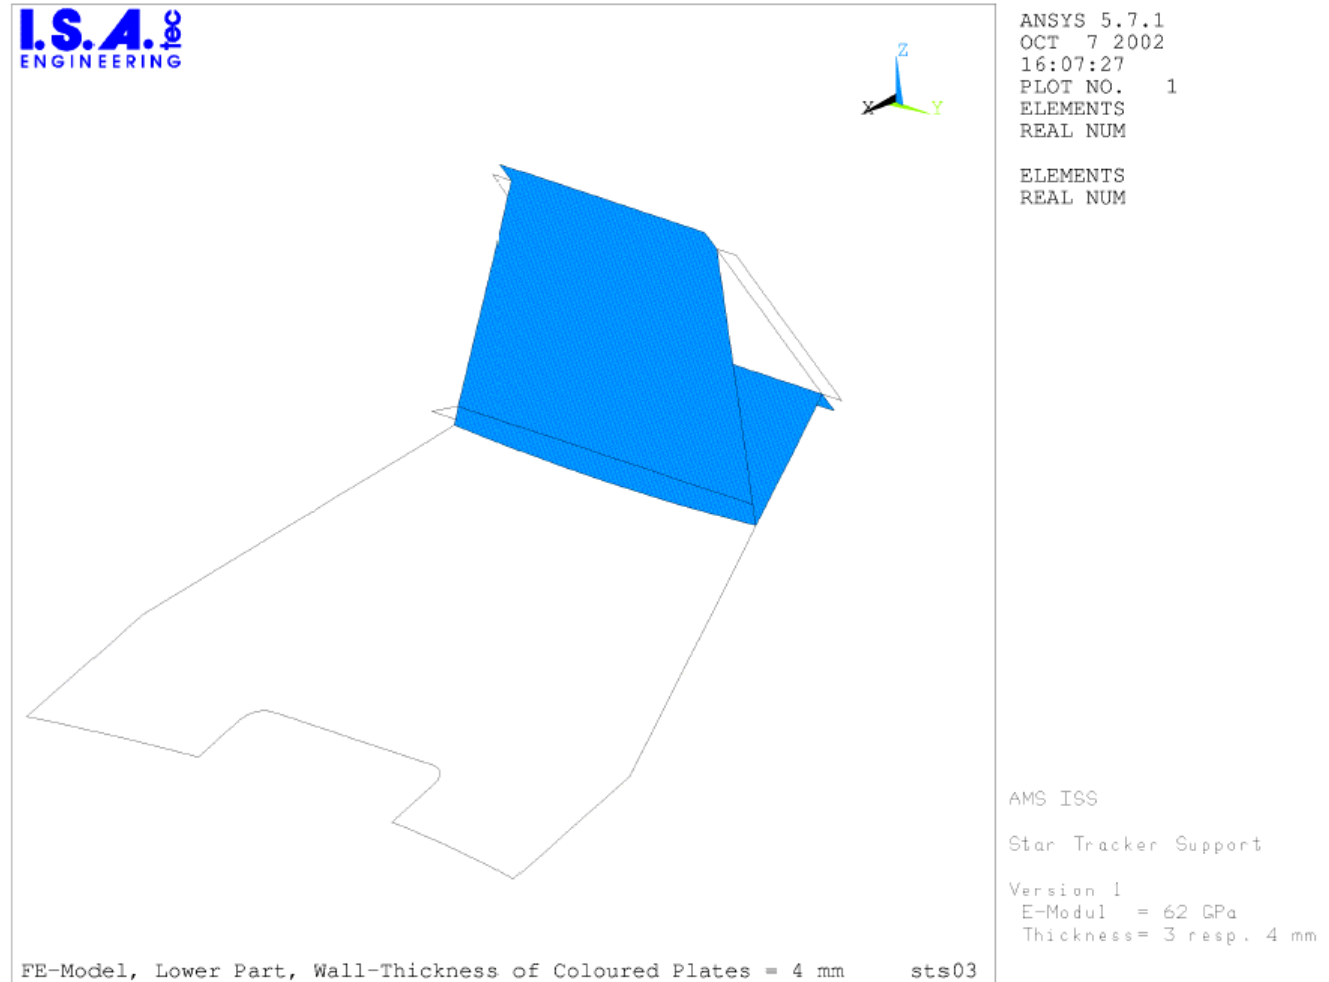 I.S.A. tec
ENGINEERING
ANSYS 5.7.1
OCT  7 2002
16:07:27
PLOT NO.   1
ELEMENTS
REAL NUM
ELEMENTS
REAL NUM
Z
X
Y
AMS ISS
Star Tracker Support
Version 1
E-Modul  = 62 GPa
Thickness= 3 resp. 4 mm
FE-Model, Lower Part, Wall-Thickness of Coloured Plates = 4 mm
sts03